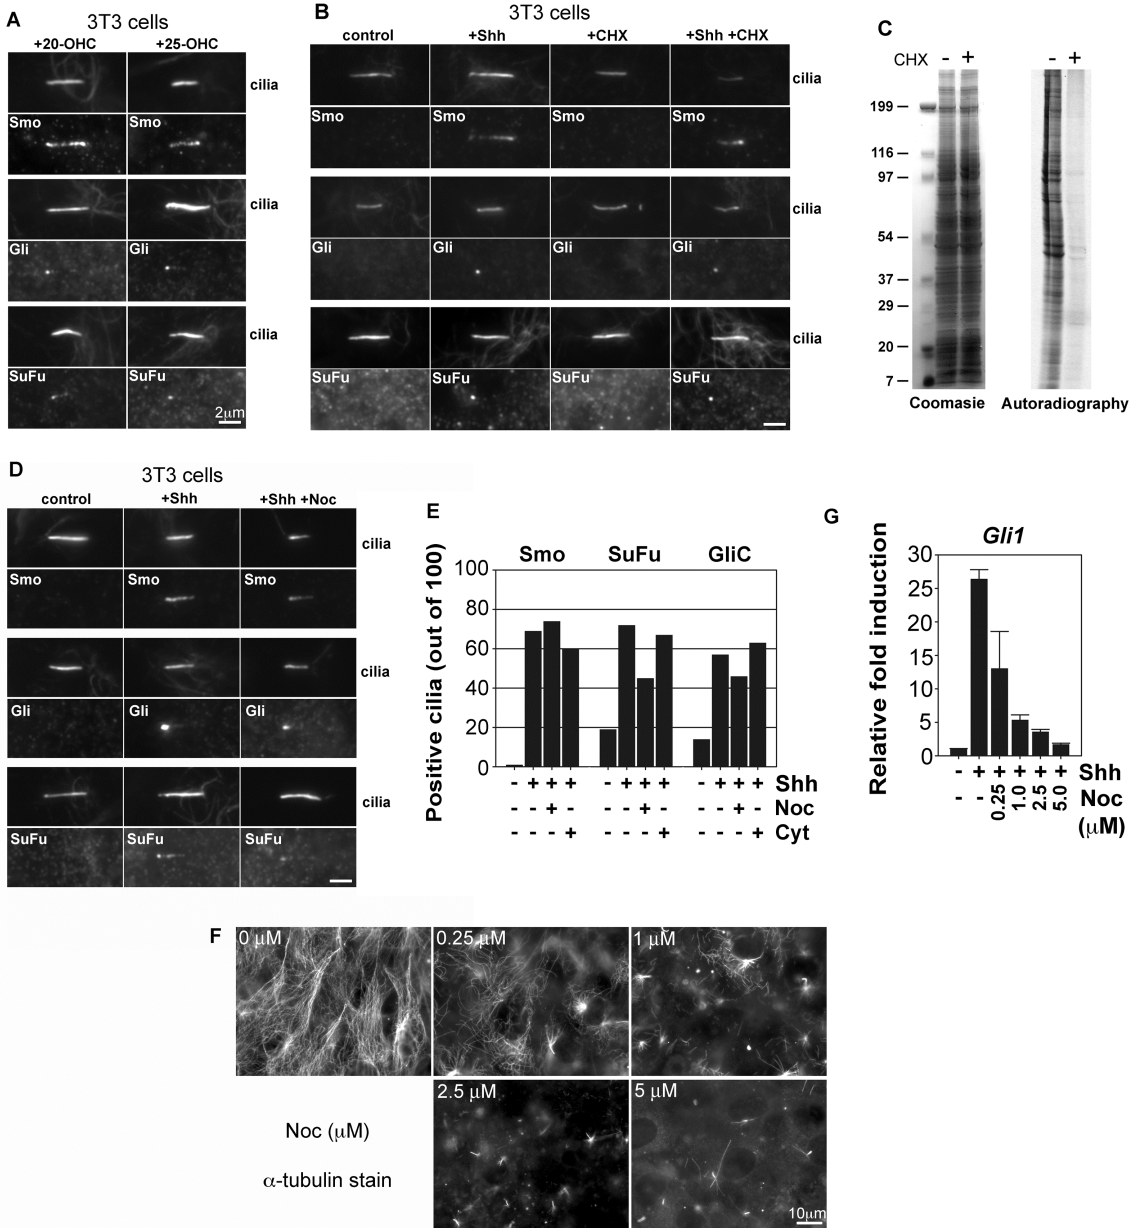 A
3T3 cells
+20-OHC +25-OHC
cilia
Smo Smo
cilia
Gli Gli
cilia
SuFu SuFu
2μm
B
3T3 cells
control +Shh +CHX +Shh +CHX
cilia
Smo Smo Smo Smo
cilia
Gli Gli Gli Gli
cilia
SuFu SuFu SuFu SuFu
C
CHX - + - +
199
116
97
54
37
29
20
7
Coomasie Autoradiography
D
3T3 cells
control +Shh +Shh +Noc
cilia
Smo Smo Smo
cilia
Gli Gli Gli
cilia
SuFu SuFu SuFu
E
Smo SuFu GliC
Positive cilia (out of 100)
100
80
60
40
20
0
- + + + - + + + - + + + Shh
- - + - - - + - - - + - Noc
- - - + - - - + - - - + Cyt
G
Gli1
Relative fold induction
30
25
20
15
10
5
0
- + + + + + Shh
- - 0.25 1.0 2.5 5.0 Noc
(μM)
F
0 μM 0.25 μM 1 μM
2.5 μM 5 μM
Noc (μM)
α-tubulin stain
10μm